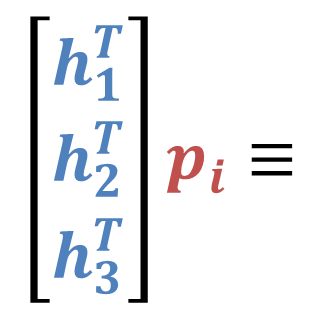 h₁ᵀ
h₂ᵀ pᵢ ≡
h₃ᵀ